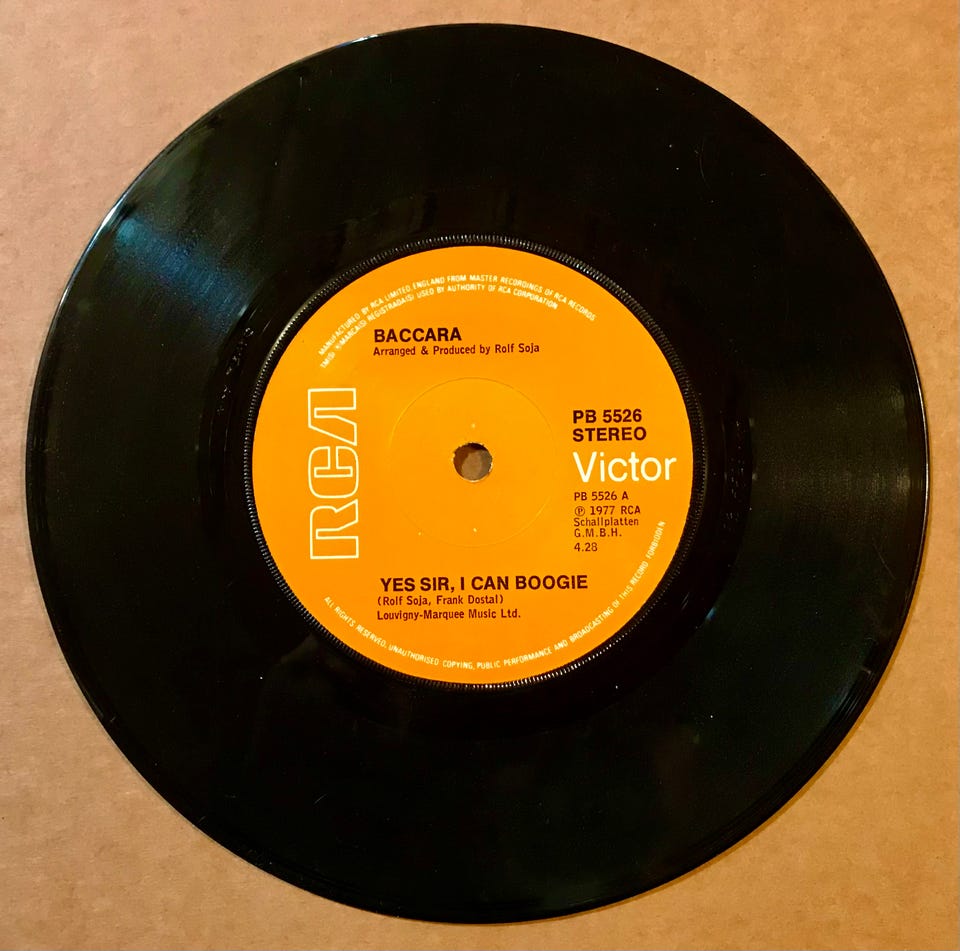 MANUFACTURED BY RCA LIMITED, ENGLAND FROM MASTER RECORDINGS OF RCA RECORDS
TM(S) ® MARCA(S) REGISTRADA(S) USED BY AUTHORITY OF RCA CORPORATION
BACCARA
Arranged & Produced by Rolf Soja
RCA
PB 5526
STEREO
Victor
PB 5526 A
℗ 1977 RCA
Schallplatten
G.M.B.H.
4.28
YES SIR, I CAN BOOGIE
(Rolf Soja, Frank Dostal)
Louvigny-Marquee Music Ltd.
ALL RIGHTS RESERVED. UNAUTHORISED COPYING, PUBLIC PERFORMANCE AND BROADCASTING OF THIS RECORD FORBIDDEN